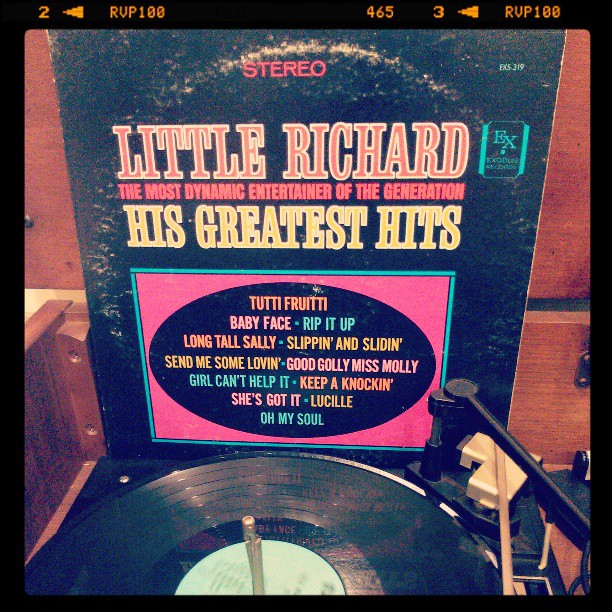 2 RVP100 465 3 RVP100
STEREO
EXS 319
LITTLE RICHARD
EX
EXODUS
THE MOST DYNAMIC ENTERTAINER OF THE GENERATION
HIS GREATEST HITS
TUTTI FRUITTI
BABY FACE • RIP IT UP
LONG TALL SALLY • SLIPPIN' AND SLIDIN'
SEND ME SOME LOVIN' • GOOD GOLLY MISS MOLLY
GIRL CAN'T HELP IT • KEEP A KNOCKIN'
SHE'S GOT IT • LUCILLE
OH MY SOUL